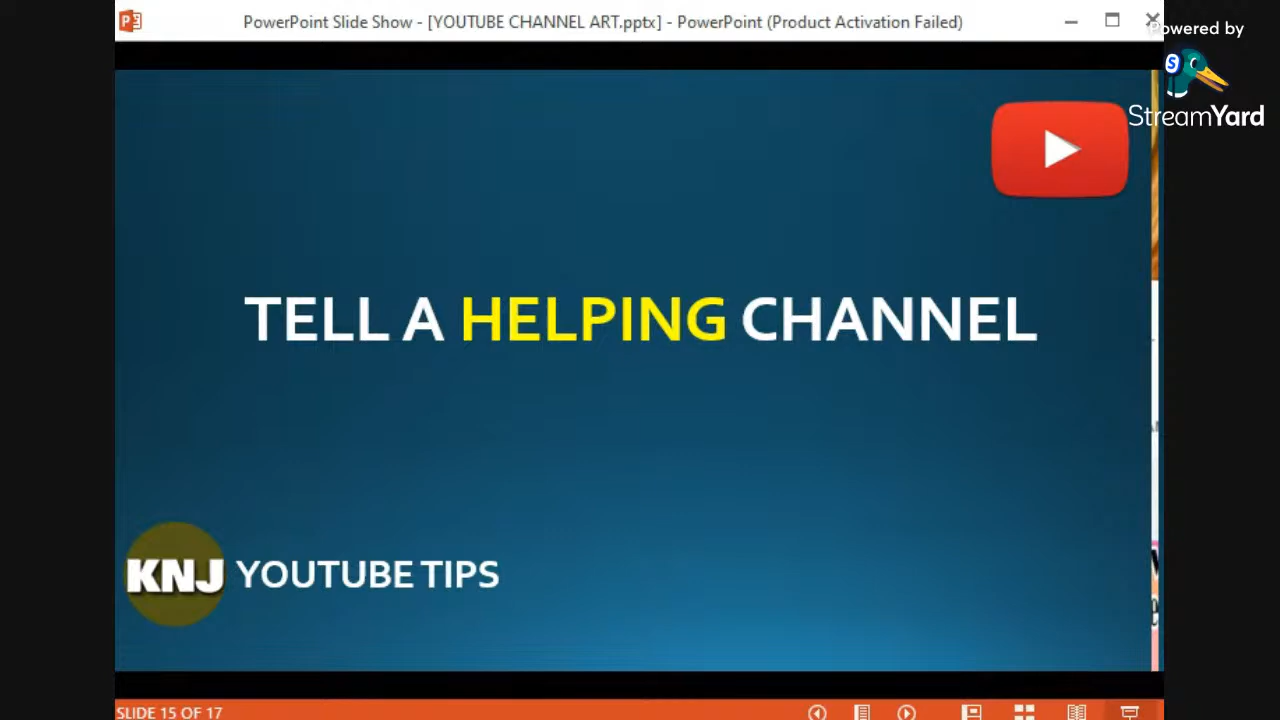 PowerPoint Slide Show - [YOUTUBE CHANNEL ART.pptx] - PowerPoint (Product Activation Failed)
Powered by
StreamYard
TELL A HELPING CHANNEL
KNJ YOUTUBE TIPS
SLIDE 15 OF 17